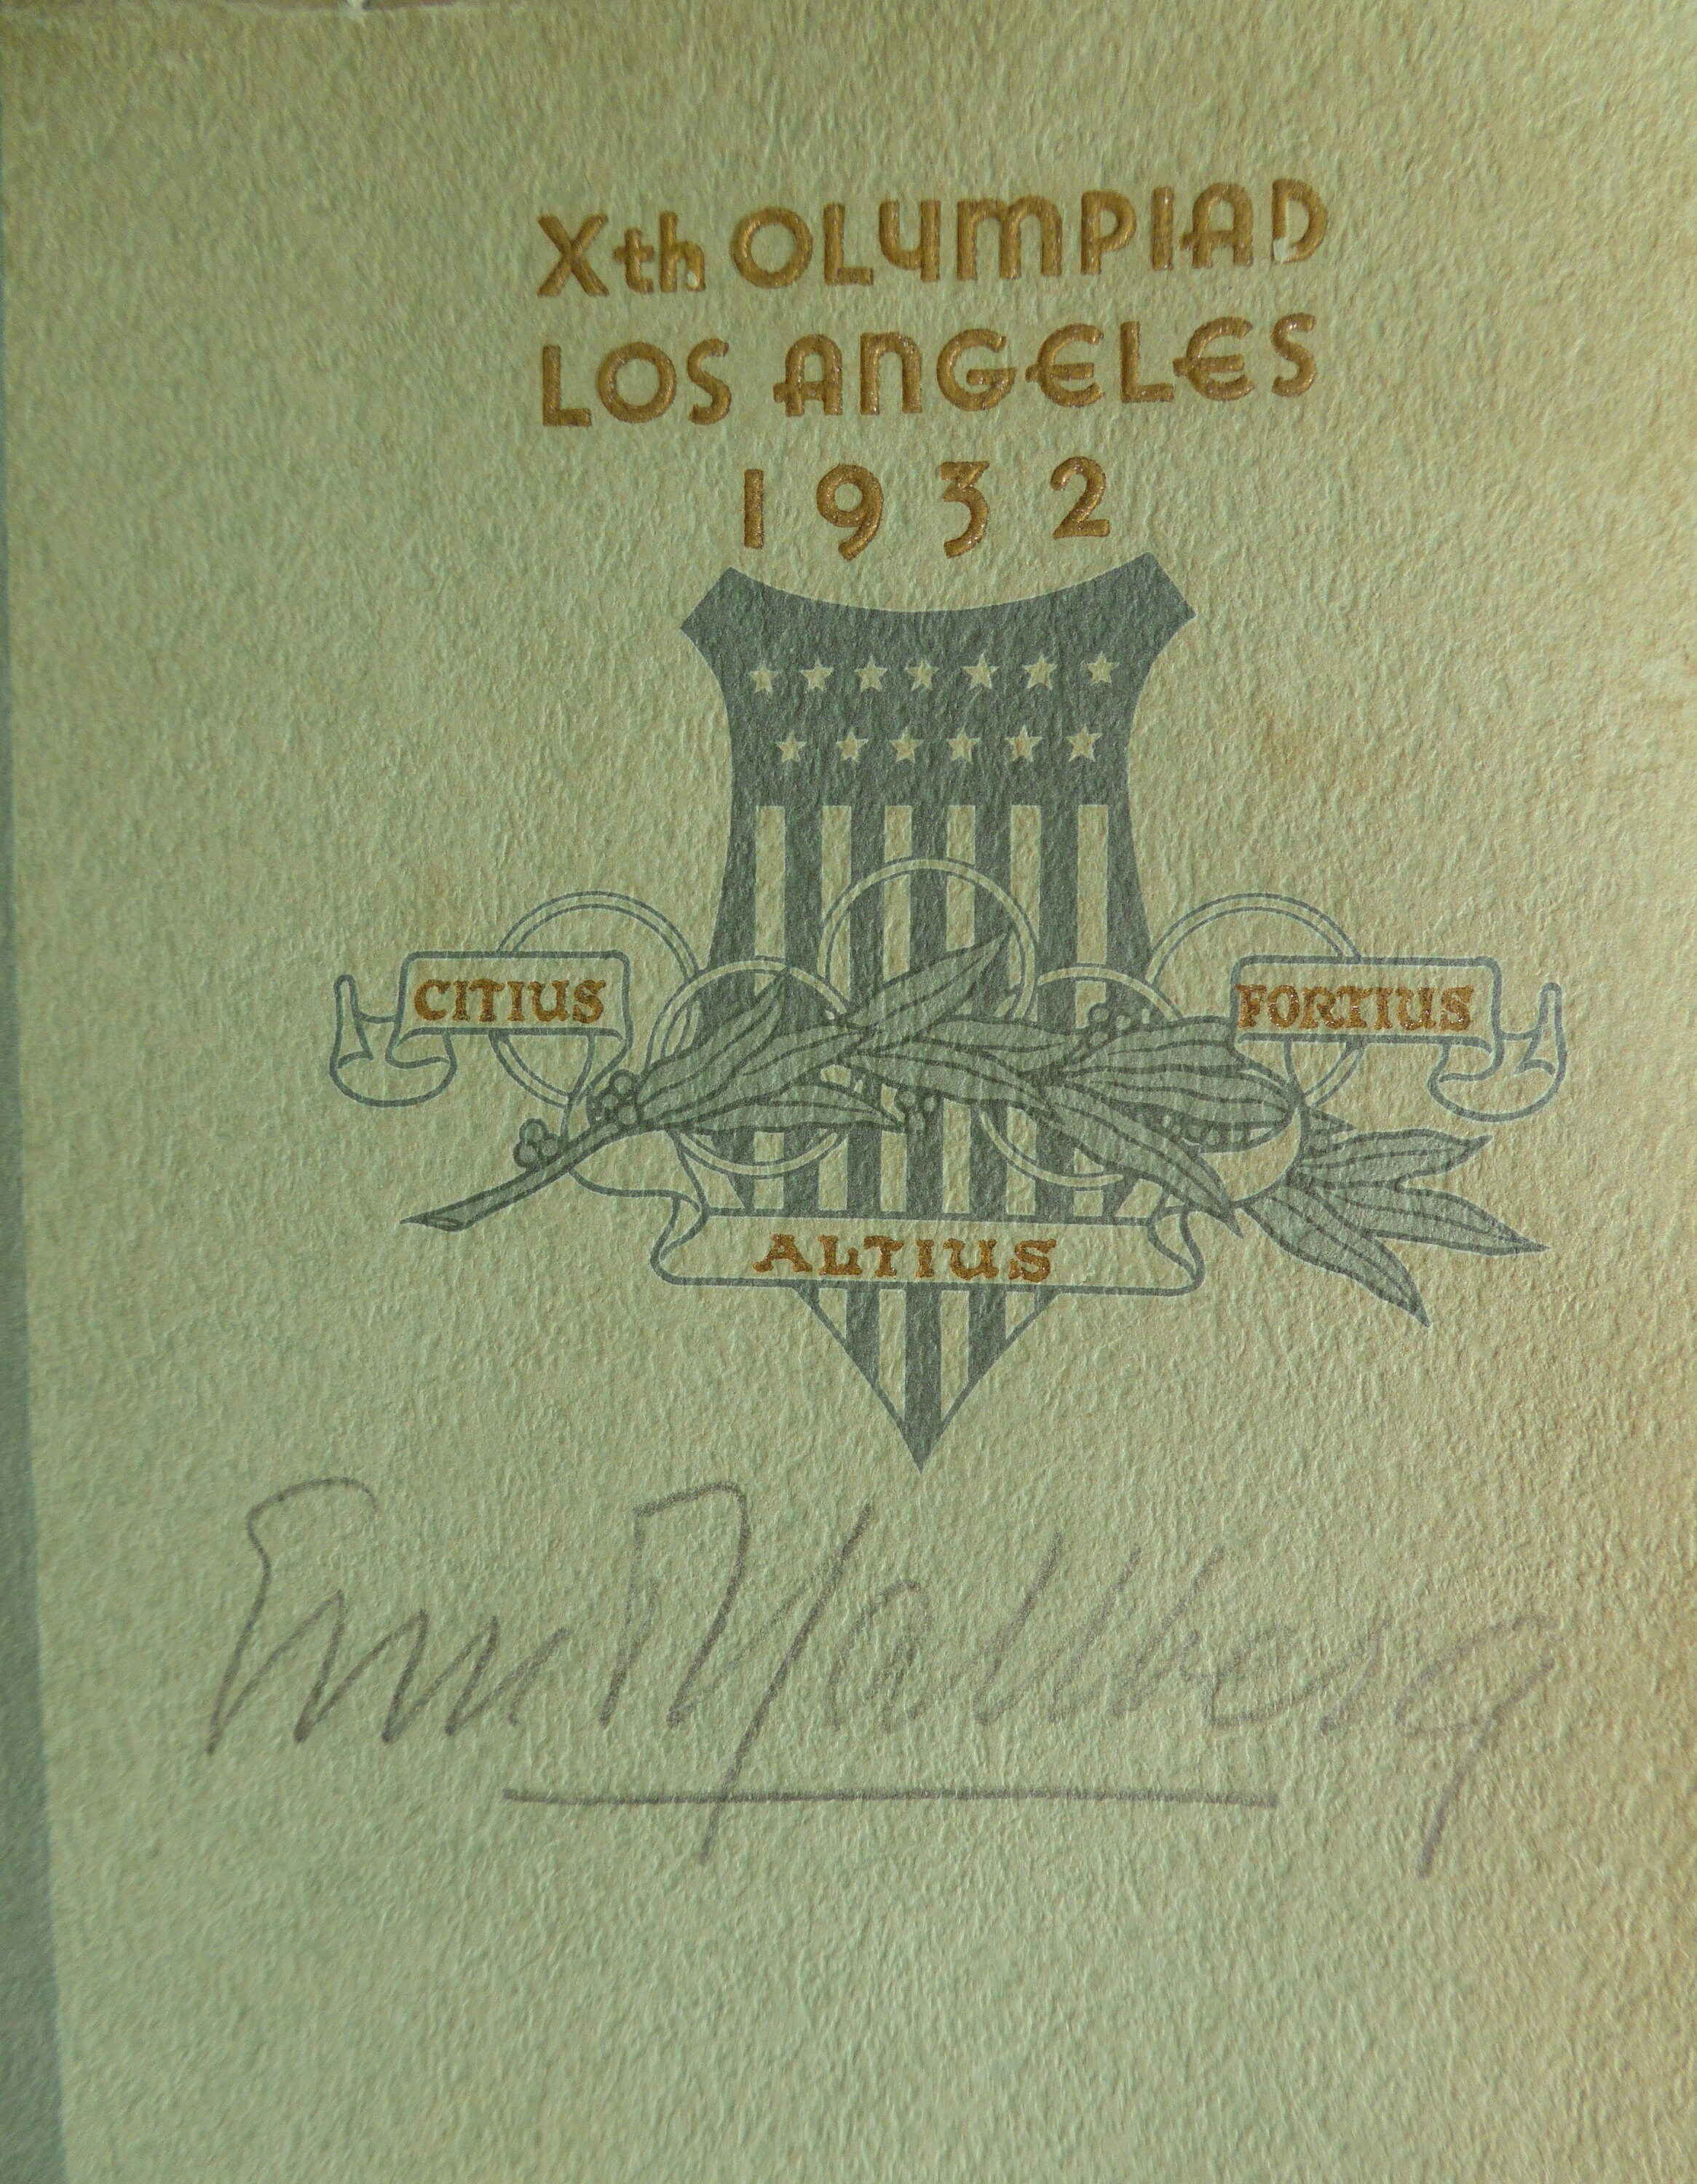 Xth OLYMPIAD
LOS ANGELES
1932
CITIUS
FORTIUS
ALTIUS